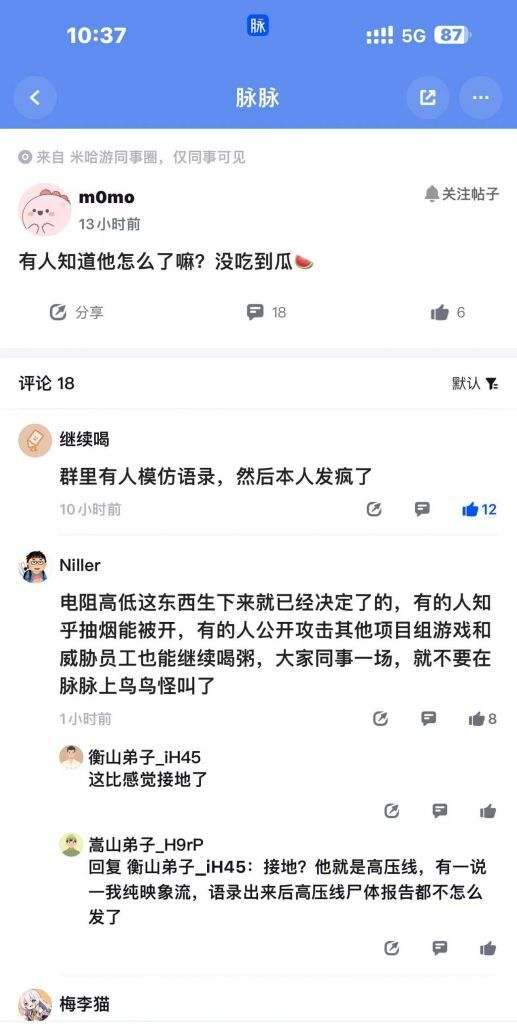 10:37
脉
5G
87
脉脉
来自 米哈游同事圈，仅同事可见
m0mo
关注帖子
13小时前
有人知道他怎么了嘛？没吃到瓜🍉
分享
18
6
评论 18
默认
继续喝
群里有人模仿语录，然后本人发疯了
10小时前
12
Niller
电阻高低这东西生下来就已经决定了的，有的人知
乎抽烟能被开，有的人公开攻击其他项目组游戏和
威胁员工也能继续喝粥，大家同事一场，就不要在
脉脉上鸟鸟怪叫了
1小时前
8
衡山弟子_iH45
这比感觉接地了
嵩山弟子_H9rP
回复 衡山弟子_iH45：接地？他就是高压线，有一说
一我纯映象流，语录出来后高压线尸体报告都不怎么
发了
梅李猫